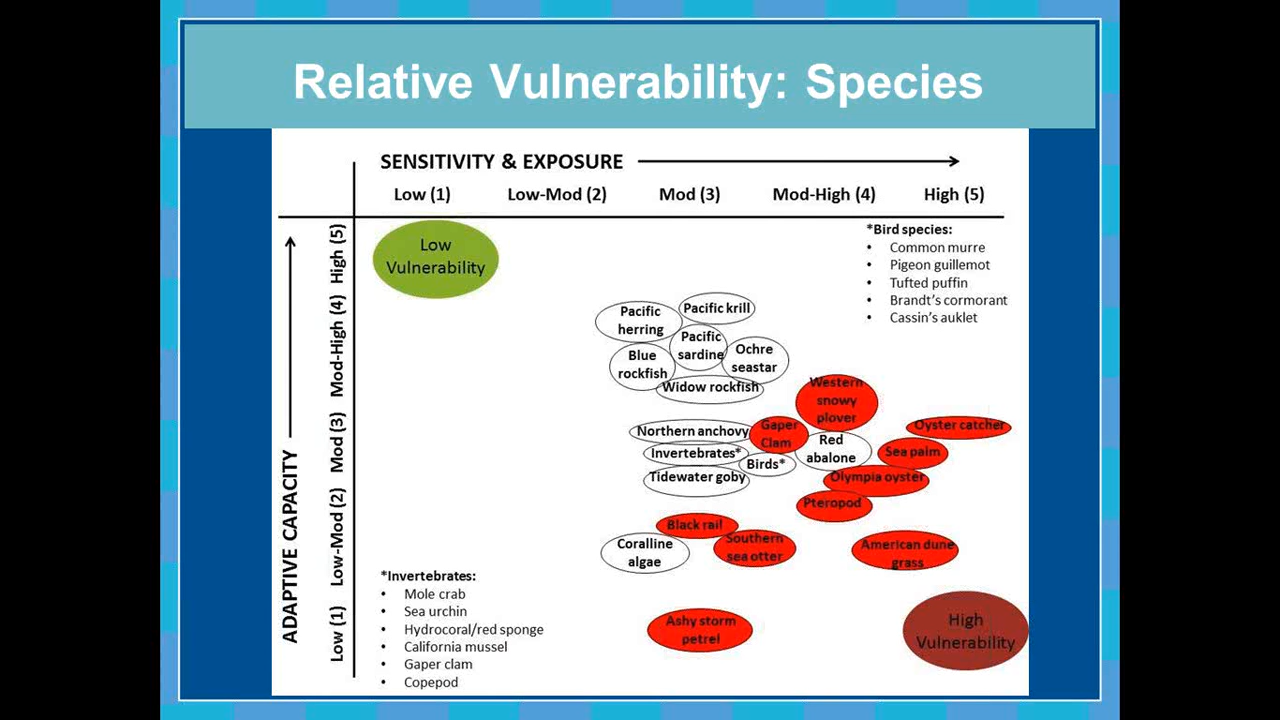 Relative Vulnerability: Species
SENSITIVITY & EXPOSURE
Low (1)
Low-Mod (2)
Mod (3)
Mod-High (4)
High (5)
ADAPTIVE CAPACITY
High (5)
Mod-High (4)
Mod (3)
Low-Mod (2)
Low (1)
Low
Vulnerability
*Bird species:
• Common murre
• Pigeon guillemot
• Tufted puffin
• Brandt's cormorant
• Cassin's auklet
Pacific
herring
Pacific krill
Pacific
sardine
Blue
rockfish
Ochre
seastar
Widow rockfish
Western
snowy
plover
Northern anchovy
Gaper
Clam
Oyster catcher
Red
abalone
Invertebrates*
Birds*
Sea palm
Tidewater goby
Olympia oyster
Pteropod
Black rail
Southern
sea otter
Coralline
algae
American dune
grass
*Invertebrates:
• Mole crab
• Sea urchin
• Hydrocoral/red sponge
• California mussel
• Gaper clam
• Copepod
Ashy storm
petrel
High
Vulnerability